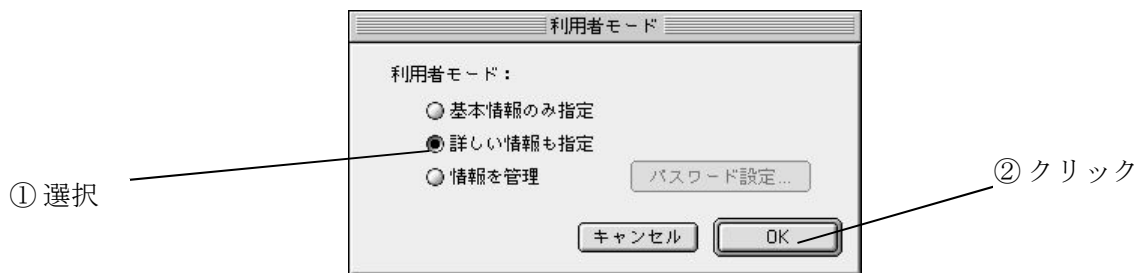 利用者モード
利用者モード：
基本情報のみ指定
詳しい情報も指定
情報を管理
パスワード設定...
キャンセル
OK
① 選択
② クリック